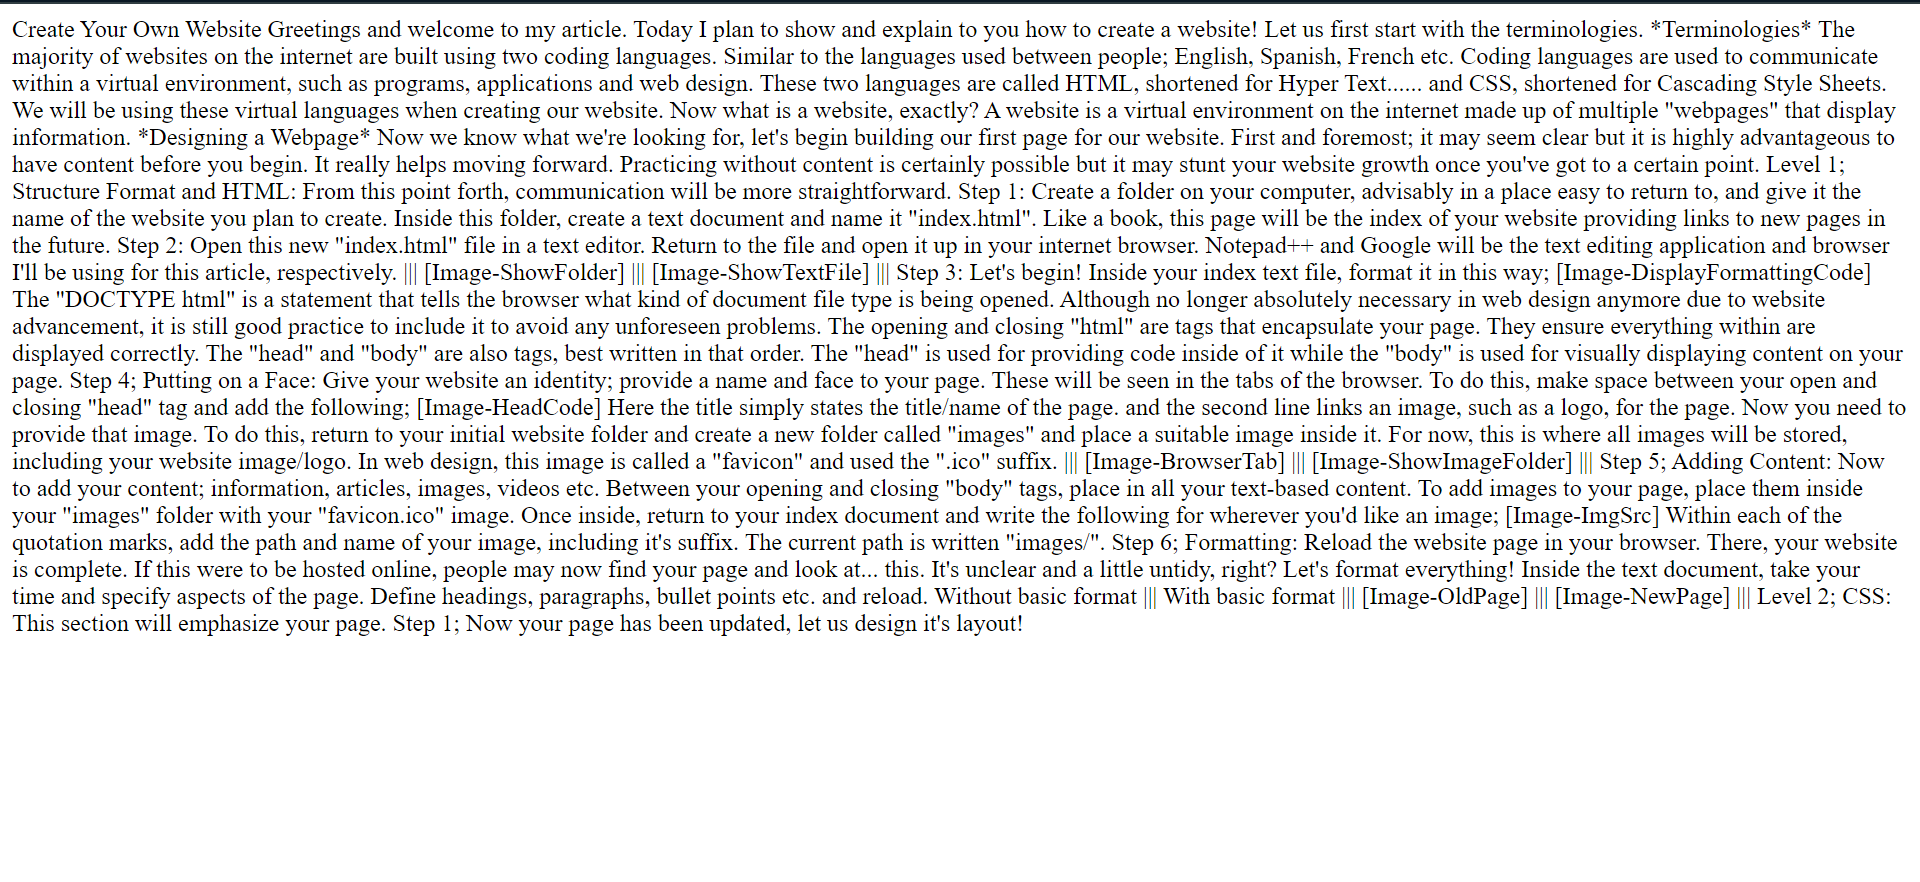 Create Your Own Website Greetings and welcome to my article. Today I plan to show and explain to you how to create a website! Let us first start with the terminologies. *Terminologies* The
majority of websites on the internet are built using two coding languages. Similar to the languages used between people; English, Spanish, French etc. Coding languages are used to communicate
within a virtual environment, such as programs, applications and web design. These two languages are called HTML, shortened for Hyper Text...... and CSS, shortened for Cascading Style Sheets.
We will be using these virtual languages when creating our website. Now what is a website, exactly? A website is a virtual environment on the internet made up of multiple "webpages" that display
information. *Designing a Webpage* Now we know what we're looking for, let's begin building our first page for our website. First and foremost; it may seem clear but it is highly advantageous to
have content before you begin. It really helps moving forward. Practicing without content is certainly possible but it may stunt your website growth once you've got to a certain point. Level 1;
Structure Format and HTML: From this point forth, communication will be more straightforward. Step 1: Create a folder on your computer, advisably in a place easy to return to, and give it the
name of the website you plan to create. Inside this folder, create a text document and name it "index.html". Like a book, this page will be the index of your website providing links to new pages in
the future. Step 2: Open this new "index.html" file in a text editor. Return to the file and open it up in your internet browser. Notepad++ and Google will be the text editing application and browser
I'll be using for this article, respectively. ||| [Image-ShowFolder] ||| [Image-ShowTextFile] ||| Step 3: Let's begin! Inside your index text file, format it in this way; [Image-DisplayFormattingCode]
The "DOCTYPE html" is a statement that tells the browser what kind of document file type is being opened. Although no longer absolutely necessary in web design anymore due to website
advancement, it is still good practice to include it to avoid any unforeseen problems. The opening and closing "html" are tags that encapsulate your page. They ensure everything within are
displayed correctly. The "head" and "body" are also tags, best written in that order. The "head" is used for providing code inside of it while the "body" is used for visually displaying content on your
page. Step 4; Putting on a Face: Give your website an identity; provide a name and face to your page. These will be seen in the tabs of the browser. To do this, make space between your open and
closing "head" tag and add the following; [Image-HeadCode] Here the title simply states the title/name of the page. and the second line links an image, such as a logo, for the page. Now you need to
provide that image. To do this, return to your initial website folder and create a new folder called "images" and place a suitable image inside it. For now, this is where all images will be stored,
including your website image/logo. In web design, this image is called a "favicon" and used the ".ico" suffix. ||| [Image-BrowserTab] ||| [Image-ShowImageFolder] ||| Step 5; Adding Content: Now
to add your content; information, articles, images, videos etc. Between your opening and closing "body" tags, place in all your text-based content. To add images to your page, place them inside
your "images" folder with your "favicon.ico" image. Once inside, return to your index document and write the following for wherever you'd like an image; [Image-ImgSrc] Within each of the
quotation marks, add the path and name of your image, including it's suffix. The current path is written "images/". Step 6; Formatting: Reload the website page in your browser. There, your website
is complete. If this were to be hosted online, people may now find your page and look at... this. It's unclear and a little untidy, right? Let's format everything! Inside the text document, take your
time and specify aspects of the page. Define headings, paragraphs, bullet points etc. and reload. Without basic format ||| With basic format ||| [Image-OldPage] ||| [Image-NewPage] ||| Level 2; CSS:
This section will emphasize your page. Step 1; Now your page has been updated, let us design it's layout!